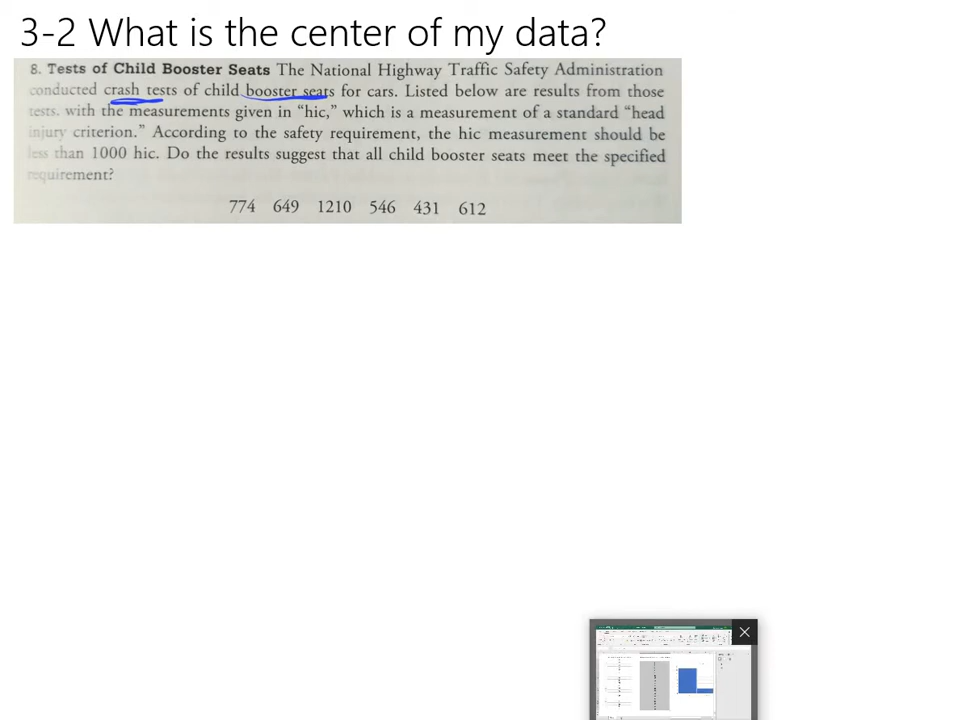 3-2 What is the center of my data?
8. Tests of Child Booster Seats The National Highway Traffic Safety Administration
conducted crash tests of child booster seats for cars. Listed below are results from those
tests, with the measurements given in "hic," which is a measurement of a standard "head
injury criterion." According to the safety requirement, the hic measurement should be
less than 1000 hic. Do the results suggest that all child booster seats meet the specified
requirement?
774 649 1210 546 431 612